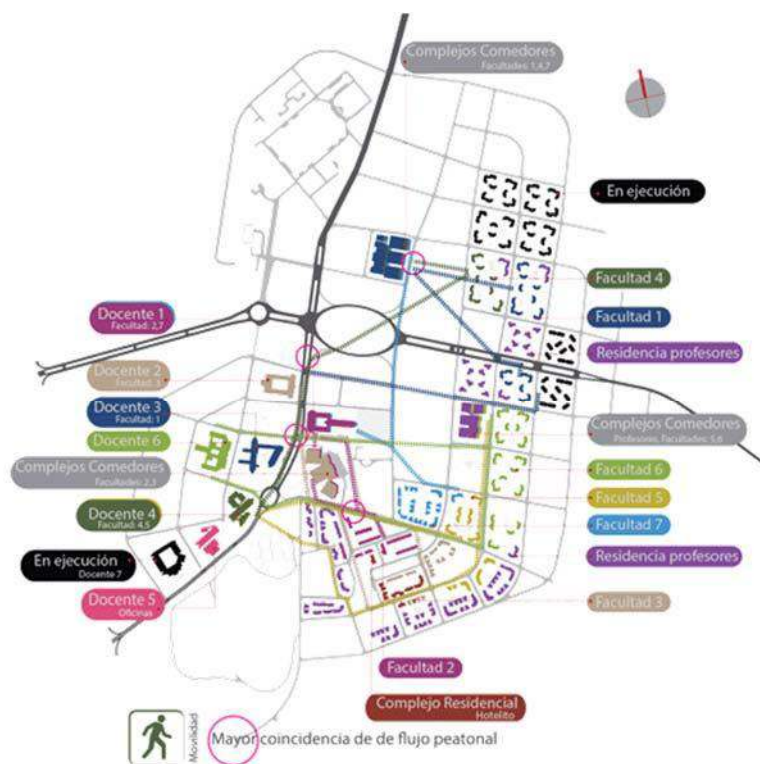 Complejos Comedores
Facultades: 1,4,7
En ejecución
Facultad 4
Docente 1
Facultad: 2,7
Facultad 1
Residencia profesores
Docente 2
Facultad: 3
Docente 3
Facultad: 1
Complejos Comedores
Profesores, Facultades: 5,6
Docente 6
Complejos Comedores
Facultades: 2,3
Facultad 6
Facultad 5
Docente 4
Facultad: 4,5
Facultad 7
En ejecución
Docente 7
Residencia profesores
Docente 5
Oficinas
Facultad 3
Facultad 2
Complejo Residencial
Hotelito
Movilidad
Mayor coincidencia de de flujo peatonal